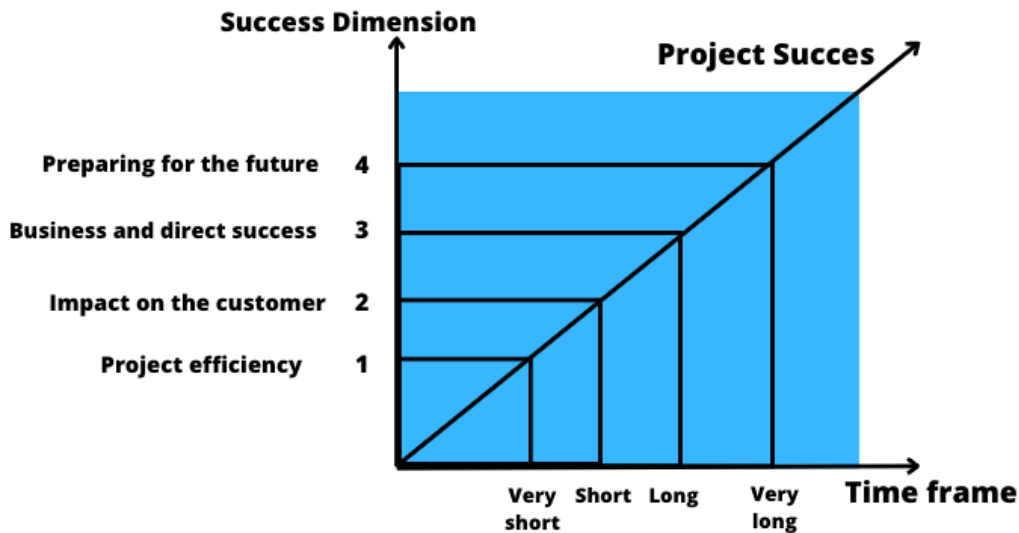 Success Dimension
Project Succes
Preparing for the future 4
Business and direct success 3
Impact on the customer 2
Project efficiency 1
Very
short
Short
Long
Very
long
Time frame